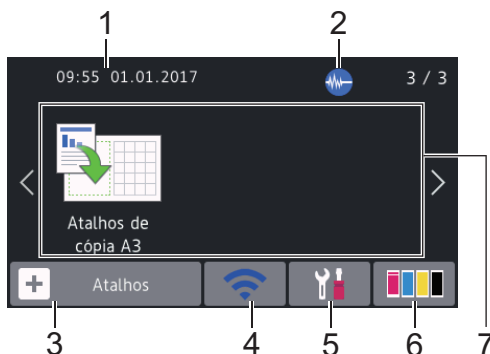 1 2
09:55 01.01.2017 3 / 3
Atalhos de
cópia A3
+ Atalhos
3 4 5 6 7